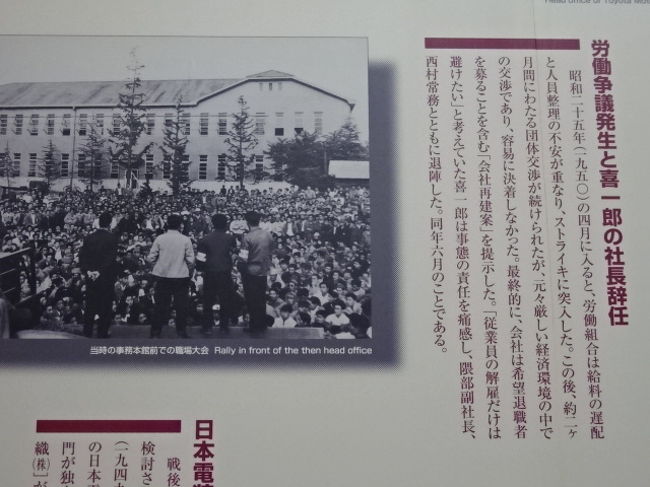 Head office of Toyota Mo
労働争議発生と喜一郎の社長辞任
昭和二十五年(一九五〇)の四月に入ると、労働組合は給料の遅配
と人員整理の不安が重なり、ストライキに突入した。この後、約二ヶ
月間にわたる団体交渉が続けられたが、元々厳しい経済環境の中で
の交渉であり、容易に決着しなかった。最終的に、会社は希望退職者
を募ることを含む「会社再建案」を提示した。「従業員の解雇だけは
避けたい」と考えていた喜一郎は事態の責任を痛感し、隈部副社長、
西村常務とともに退陣した。同年六月のことである。
当時の事務本館前での職場大会 Rally in front of the then head office
日本電装
戦後
検討さ
(一九四九
の日本電
門が独
織㈱」が